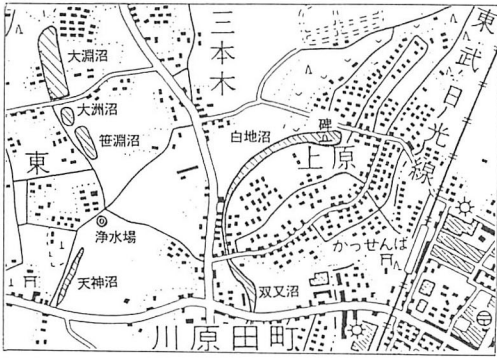 大淵沼
大洲沼
笹淵沼
三本木
白地沼
碑
上原
東武日光線
東
浄水場
かっせんば
天神沼
双又沼
川原田町